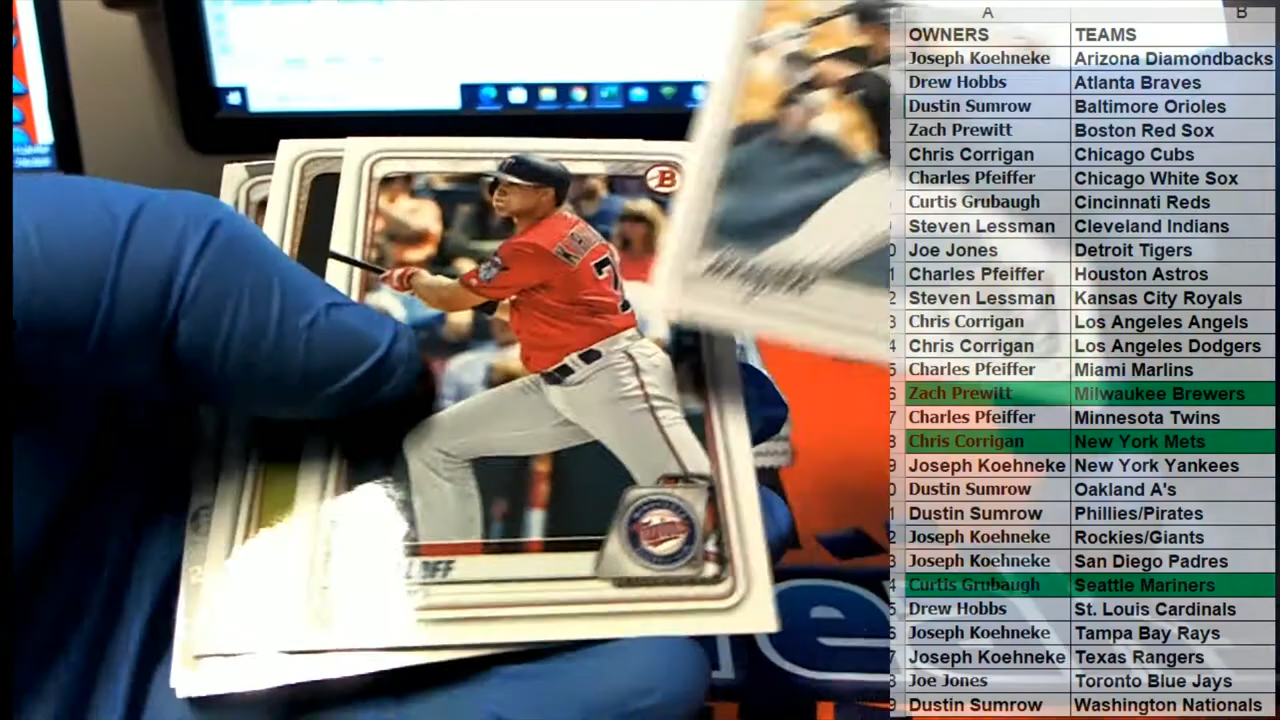 A B
OWNERS TEAMS
Joseph Koehneke Arizona Diamondbacks
Drew Hobbs Atlanta Braves
Dustin Sumrow Baltimore Orioles
Zach Prewitt Boston Red Sox
Chris Corrigan Chicago Cubs
Charles Pfeiffer Chicago White Sox
Curtis Grubaugh Cincinnati Reds
Steven Lessman Cleveland Indians
Joe Jones Detroit Tigers
Charles Pfeiffer Houston Astros
Steven Lessman Kansas City Royals
Chris Corrigan Los Angeles Angels
Chris Corrigan Los Angeles Dodgers
Charles Pfeiffer Miami Marlins
Zach Prewitt Milwaukee Brewers
Charles Pfeiffer Minnesota Twins
Chris Corrigan New York Mets
Joseph Koehneke New York Yankees
Dustin Sumrow Oakland A's
Dustin Sumrow Phillies/Pirates
Joseph Koehneke Rockies/Giants
Joseph Koehneke San Diego Padres
Curtis Grubaugh Seattle Mariners
Drew Hobbs St. Louis Cardinals
Joseph Koehneke Tampa Bay Rays
Joseph Koehneke Texas Rangers
Joe Jones Toronto Blue Jays
Dustin Sumrow Washington Nationals
B
7
Twins